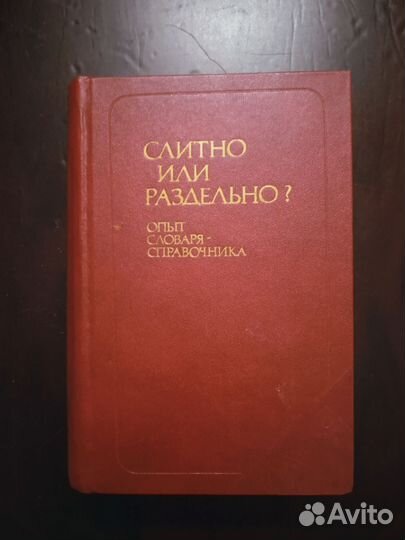 СЛИТНО
ИЛИ
РАЗДЕЛЬНО?
ОПЫТ
СЛОВАРЯ-
СПРАВОЧНИКА
Avito